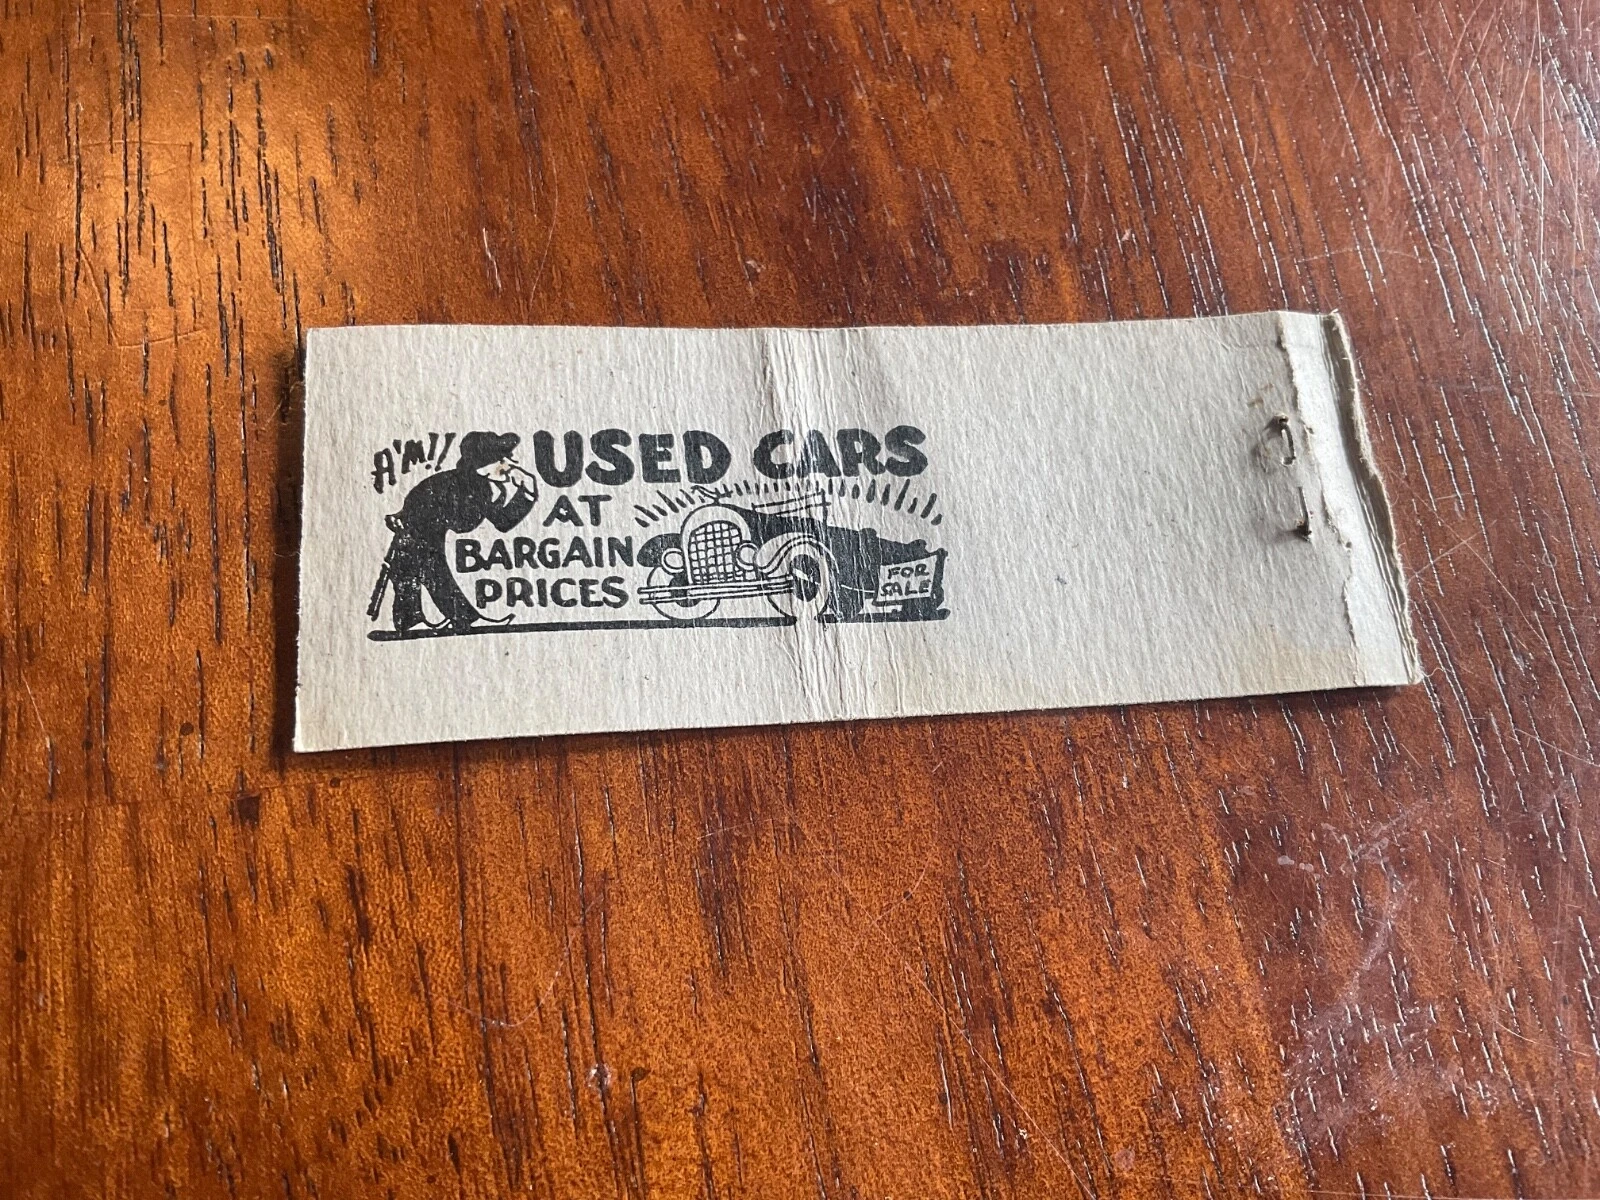 A'M!!
USED CARS
AT
BARGAIN
PRICES
FOR
SALE